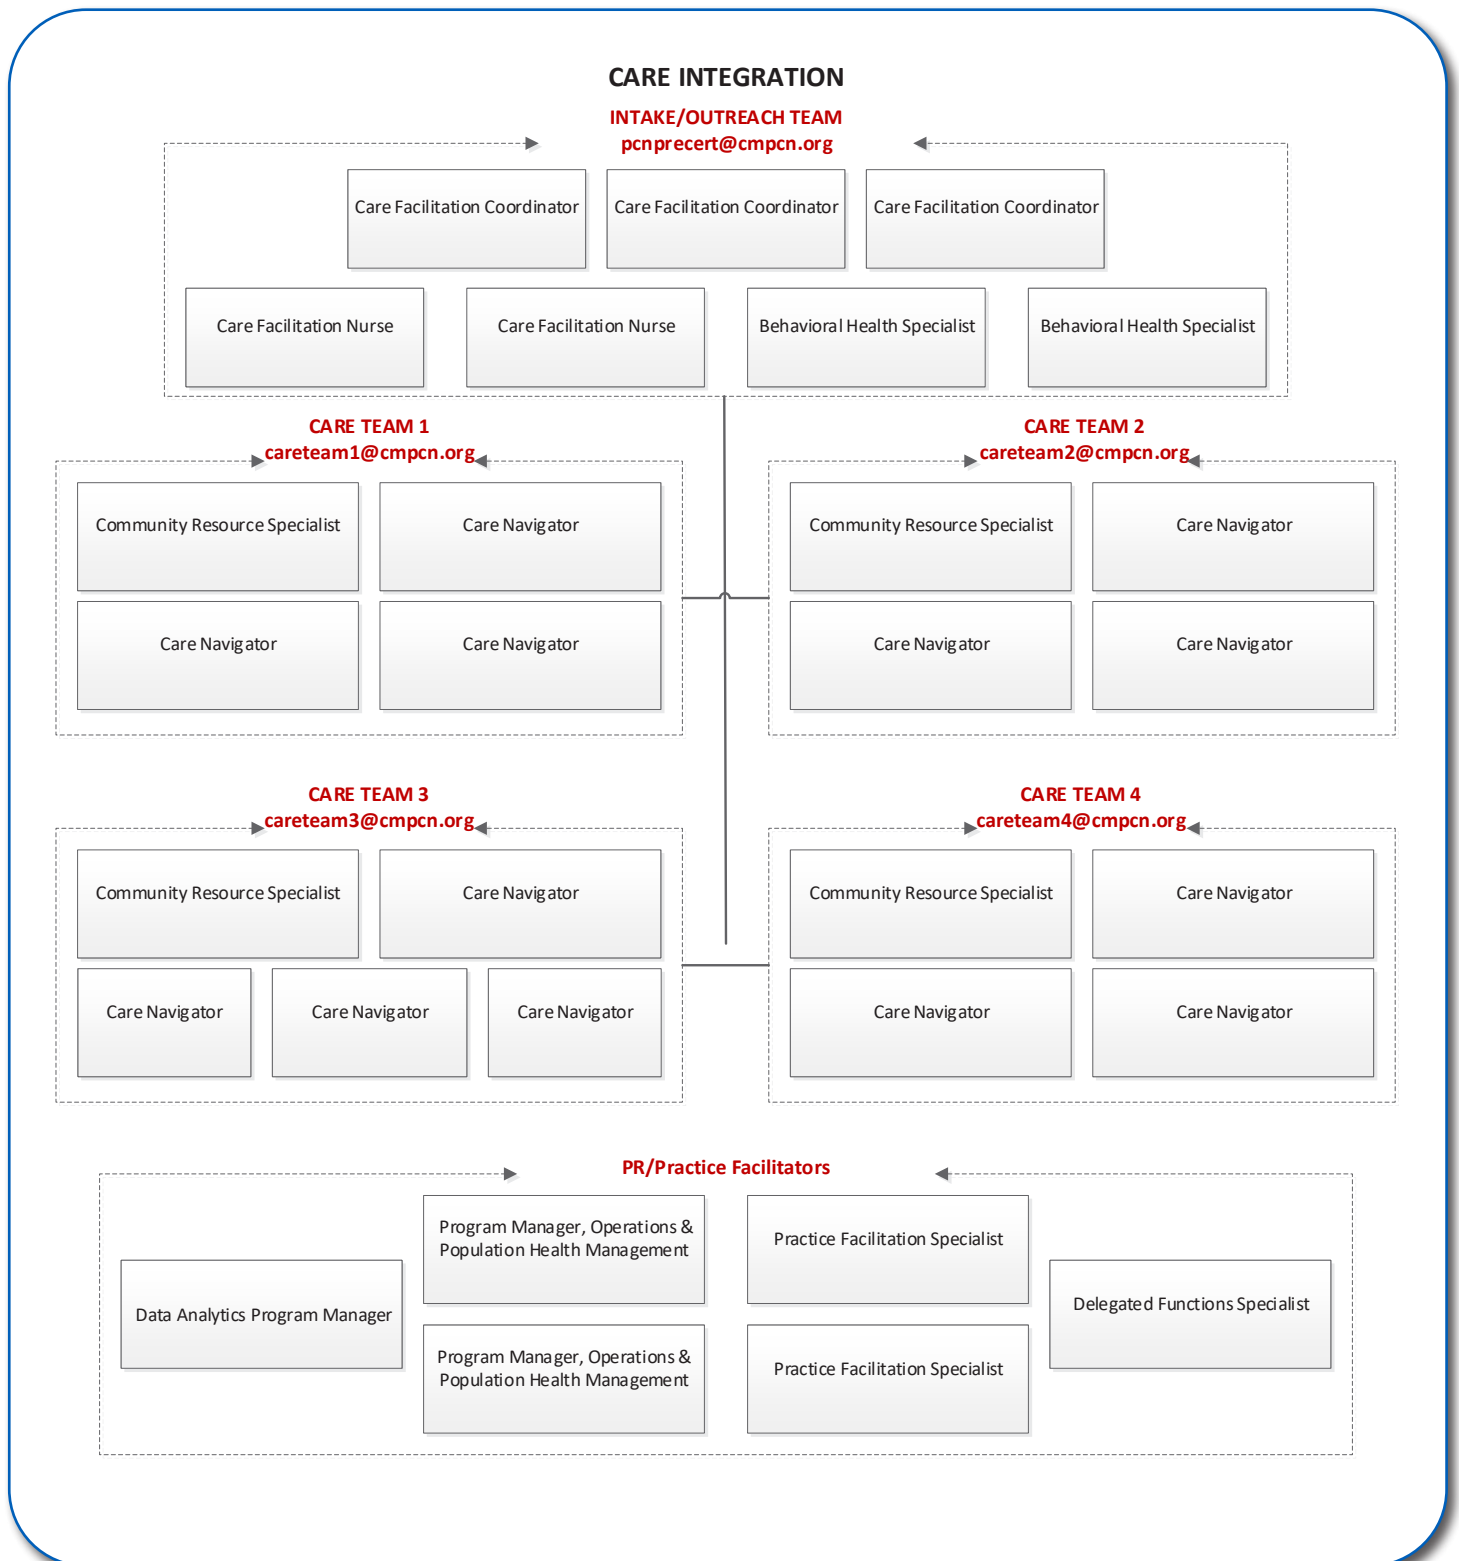 CARE INTEGRATION
INTAKE/OUTREACH TEAM
pcnprecert@cmpcn.org
Care Facilitation Coordinator
Care Facilitation Coordinator
Care Facilitation Coordinator
Care Facilitation Nurse
Care Facilitation Nurse
Behavioral Health Specialist
Behavioral Health Specialist
CARE TEAM 1
careteam1@cmpcn.org
Community Resource Specialist
Care Navigator
Care Navigator
Care Navigator
CARE TEAM 2
careteam2@cmpcn.org
Community Resource Specialist
Care Navigator
Care Navigator
Care Navigator
CARE TEAM 3
careteam3@cmpcn.org
Community Resource Specialist
Care Navigator
Care Navigator
Care Navigator
Care Navigator
CARE TEAM 4
careteam4@cmpcn.org
Community Resource Specialist
Care Navigator
Care Navigator
Care Navigator
PR/Practice Facilitators
Data Analytics Program Manager
Program Manager, Operations &
Population Health Management
Program Manager, Operations &
Population Health Management
Practice Facilitation Specialist
Practice Facilitation Specialist
Delegated Functions Specialist